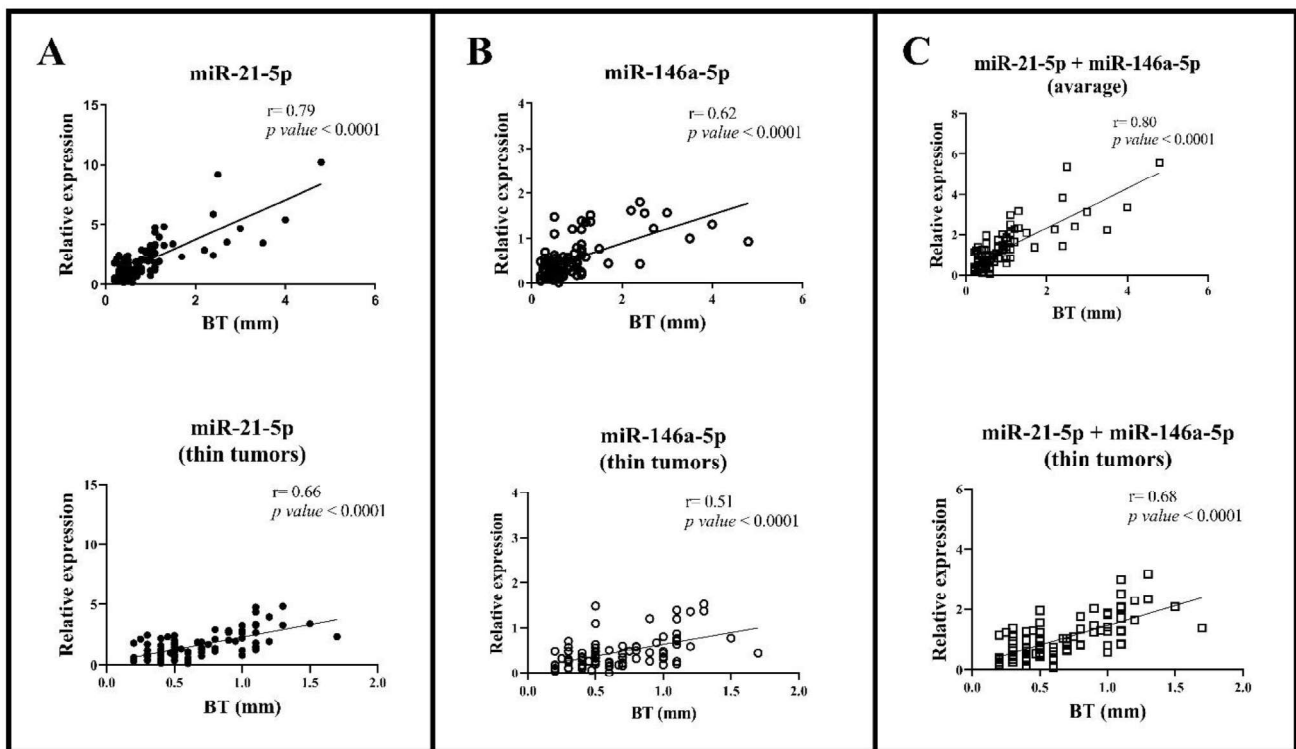 A
miR-21-5p
r= 0.79
p value < 0.0001
Relative expression
15
10
5
0
0
2
4
6
BT (mm)
miR-21-5p
(thin tumors)
r= 0.66
p value < 0.0001
Relative expression
15
10
5
0
0.0
0.5
1.0
1.5
2.0
BT (mm)
B
miR-146a-5p
r= 0.62
p value < 0.0001
Relative expression
4
3
2
1
0
0
2
4
6
BT (mm)
miR-146a-5p
(thin tumors)
r= 0.51
p value < 0.0001
Relative expression
4
3
2
1
0
0.0
0.5
1.0
1.5
2.0
BT (mm)
C
miR-21-5p + miR-146a-5p
(avarage)
r= 0.80
p value < 0.0001
Relative expression
8
6
4
2
0
0
2
4
6
BT (mm)
miR-21-5p + miR-146a-5p
(thin tumors)
r= 0.68
p value < 0.0001
Relative expression
6
4
2
0
0.0
0.5
1.0
1.5
2.0
BT (mm)